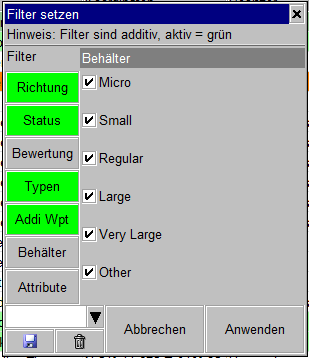 Filter setzen
Hinweis: Filter sind additiv, aktiv = grün
Filter
Behälter
Richtung
Status
Bewertung
Typen
Addi Wpt
Behälter
Attribute
Micro
Small
Regular
Large
Very Large
Other
Abbrechen
Anwenden